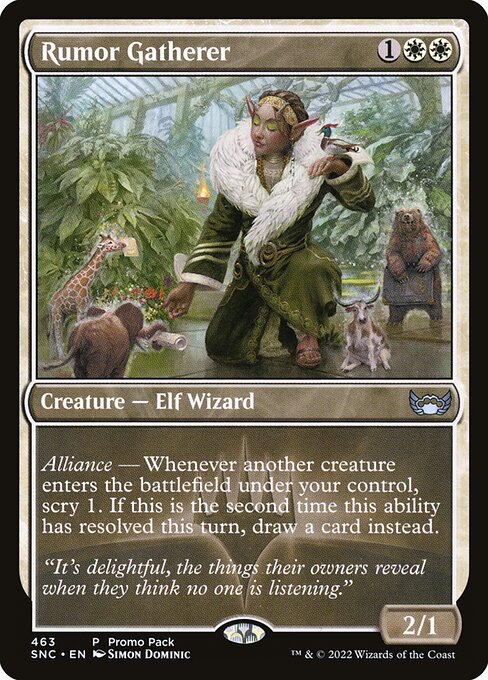 Rumor Gatherer 1
Creature — Elf Wizard
Alliance — Whenever another creature
enters the battlefield under your control,
scry 1. If this is the second time this ability
has resolved this turn, draw a card instead.
“It’s delightful, the things their owners reveal
when they think no one is listening.”
2/1
463 P Promo Pack
SNC • EN Simon Dominic ™ & © 2022 Wizards of the Coast